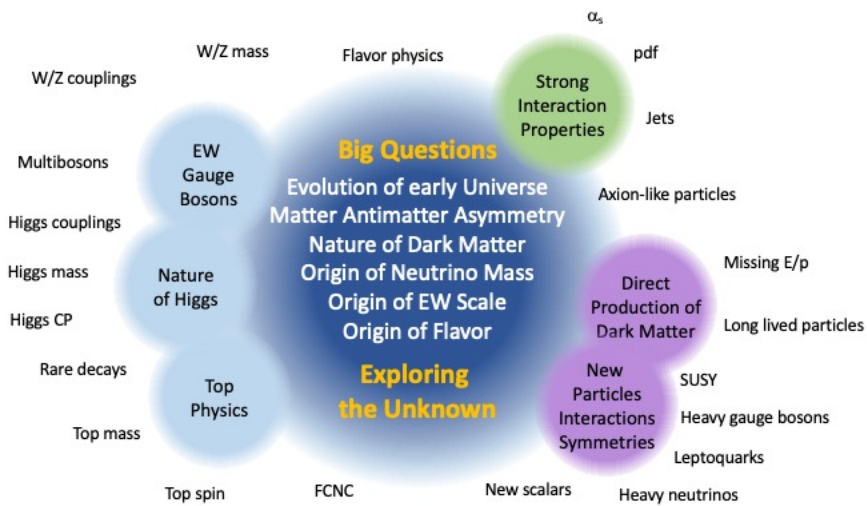 αs
W/Z mass
Flavor physics
pdf
W/Z couplings
Strong
Interaction
Properties
Jets
Multibosons
EW
Gauge
Bosons
Big Questions
Evolution of early Universe
Matter Antimatter Asymmetry
Nature of Dark Matter
Origin of Neutrino Mass
Origin of EW Scale
Origin of Flavor
Exploring
the Unknown
Axion-like particles
Higgs couplings
Higgs mass
Higgs CP
Nature
of Higgs
Missing E/p
Direct
Production of
Dark Matter
Long lived particles
Rare decays
Top
Physics
Top mass
New
Particles
Interactions
Symmetries
SUSY
Heavy gauge bosons
Leptoquarks
Top spin
FCNC
New scalars
Heavy neutrinos